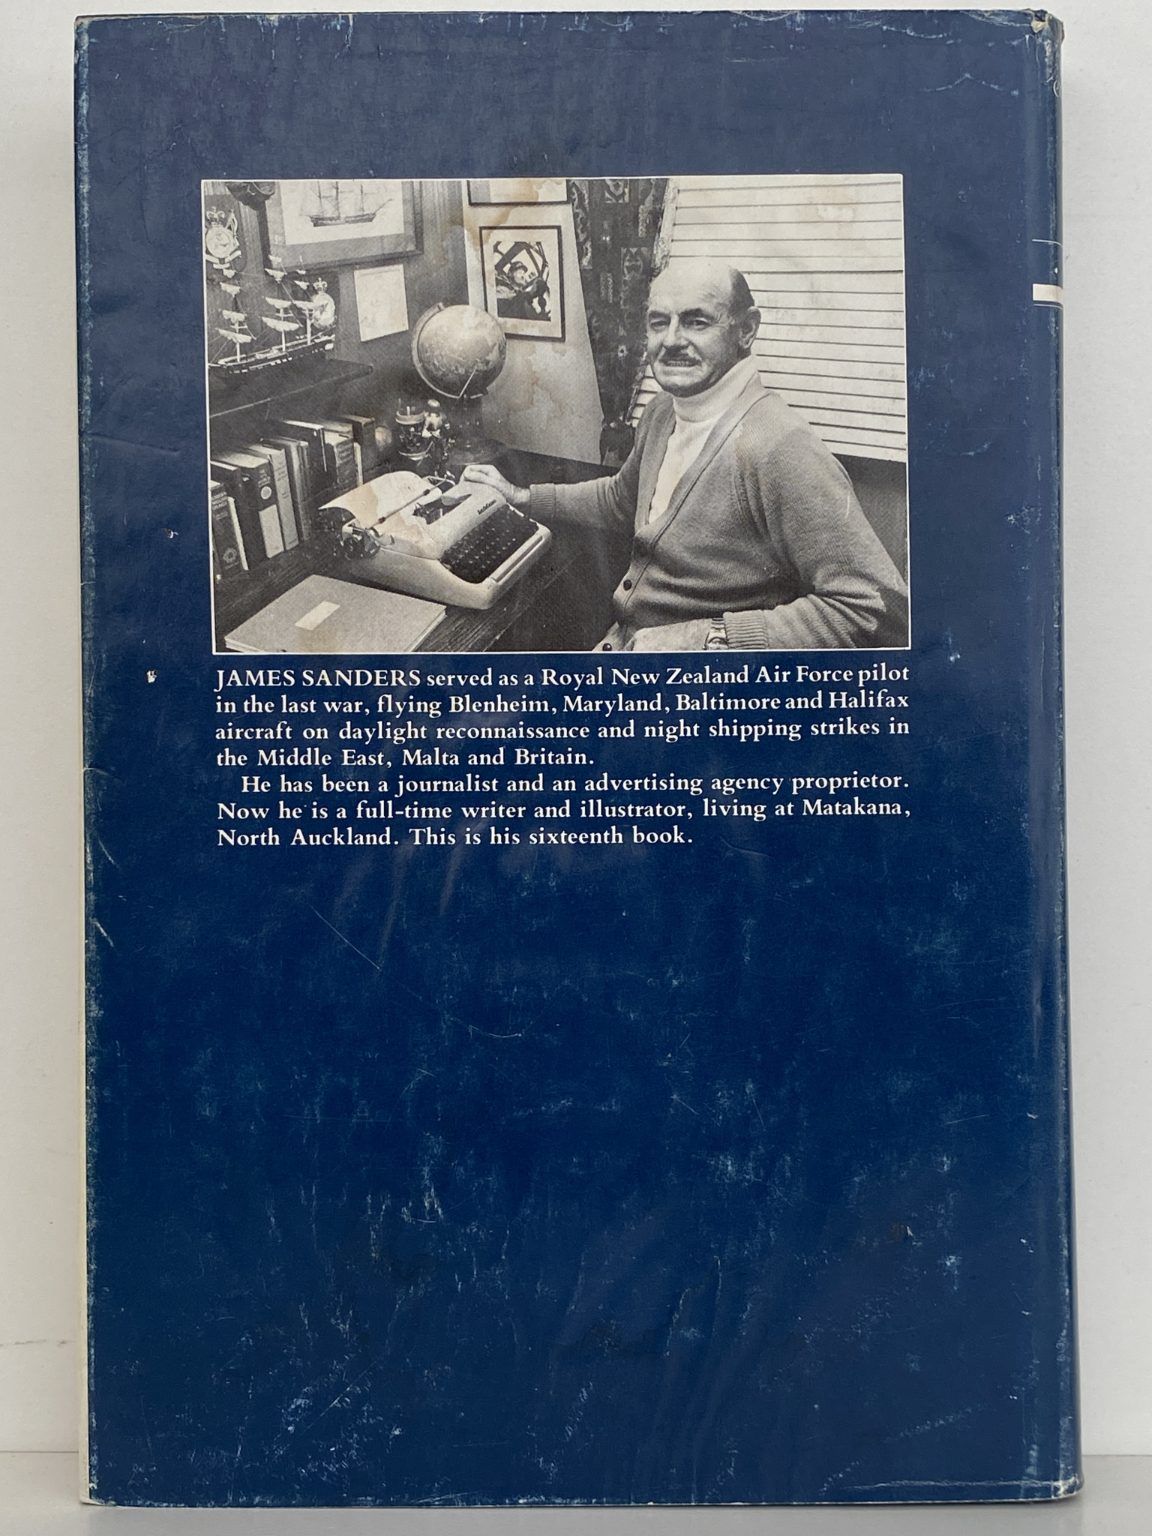 JAMES SANDERS served as a Royal New Zealand Air Force pilot
in the last war, flying Blenheim, Maryland, Baltimore and Halifax
aircraft on daylight reconnaissance and night shipping strikes in
the Middle East, Malta and Britain.
He has been a journalist and an advertising agency proprietor.
Now he is a full-time writer and illustrator, living at Matakana,
North Auckland. This is his sixteenth book.